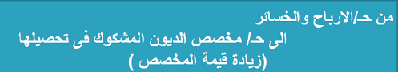 من حـ/الارباح والخسائر
الى حـ/ مخصص الديون المشكوك فى تحصيلها
(زيادة قيمة المخصص )